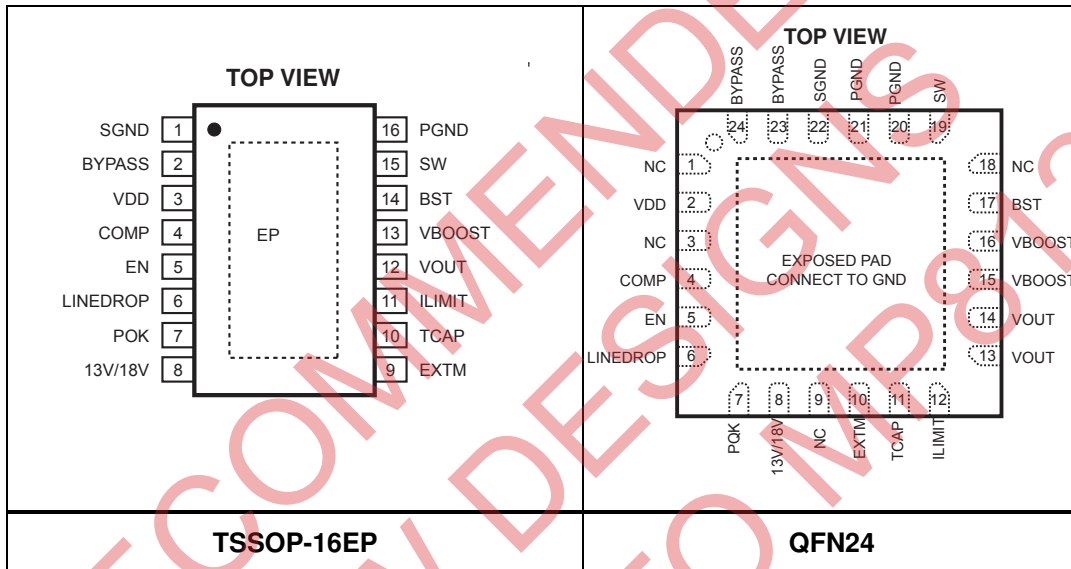 TOP VIEW
SGND 1
BYPASS 2
VDD 3
COMP 4
EN 5
LINEDROP 6
POK 7
13V/18V 8
EP
16 PGND
15 SW
14 BST
13 VBOOST
12 VOUT
11 ILIMIT
10 TCAP
9 EXTM
TSSOP-16EP
TOP VIEW
BYPASS BYPASS SGND PGND PGND SW
24 23 22 21 20 19
NC 1
VDD 2
NC 3
COMP 4
EN 5
LINEDROP 6
EXPOSED PAD
CONNECT TO GND
18 NC
17 BST
16 VBOOST
15 VBOOST
14 VOUT
13 VOUT
7 8 9 10 11 12
PQK 13V/18V NC EXTM TCAP ILIMIT
QFN24
COMMENDE
DESIGNS
TO MP812